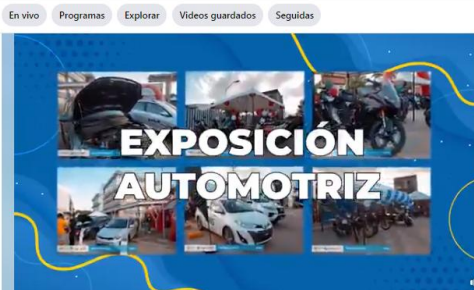 En vivo Programas Explorar Videos guardados Seguidas
EXPOSICIÓN
AUTOMOTRIZ